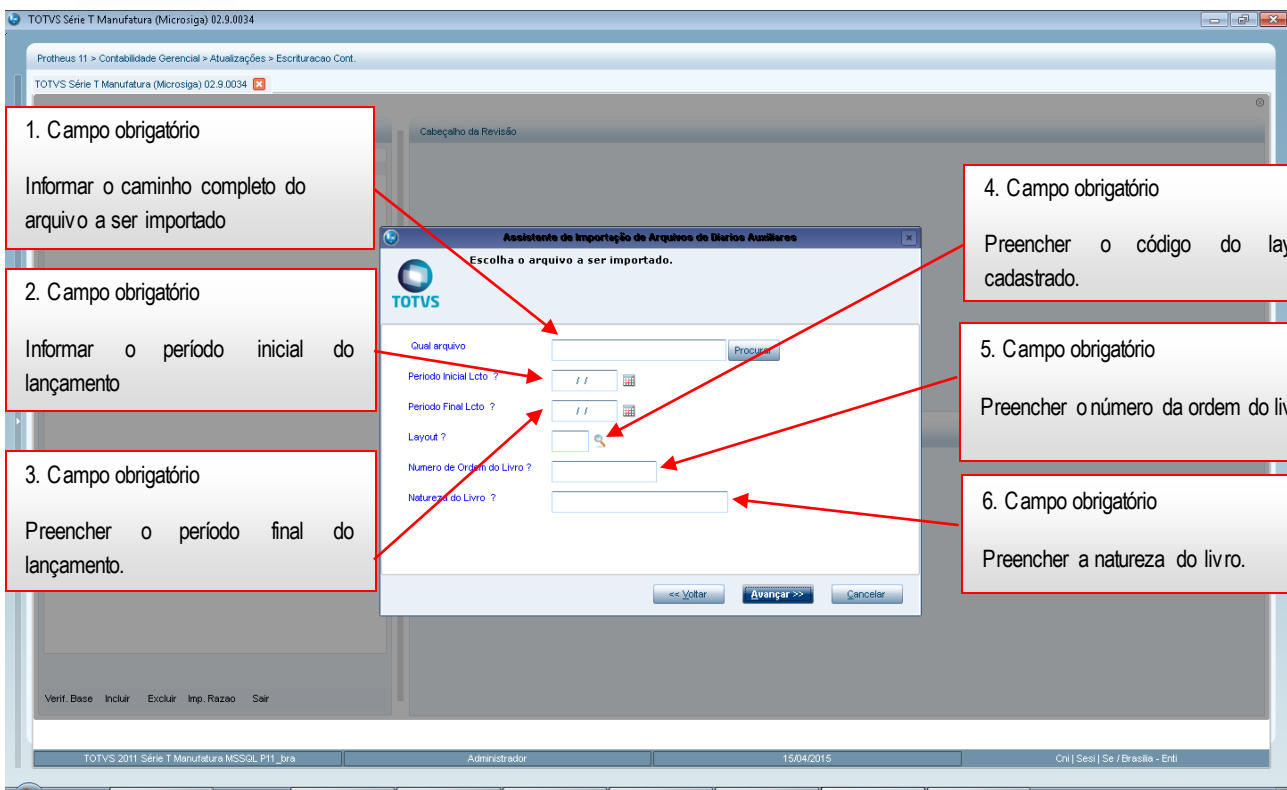 TOTVS Série T Manufatura (Microsiga) 02.9.0034
Protheus 11 > Contabilidade Gerencial > Atualizações > Escrituracao Cont.
TOTVS Série T Manufatura (Microsiga) 02.9.0034
Cabeçalho da Revisão
1. Campo obrigatório
Informar o caminho completo do
arquivo a ser importado
2. Campo obrigatório
Informar o período inicial do
lançamento
3. Campo obrigatório
Preencher o período final do
lançamento.
Assistente de Importação de Arquivos de Diarios Auxiliares
Escolha o arquivo a ser importado.
TOTVS
Qual arquivo
Procurar
Periodo Inicial Lcto ?
/ /
Periodo Final Lcto ?
/ /
Layout ?
Numero de Ordem do Livro ?
Natureza do Livro ?
<< Voltar
Avançar >>
Cancelar
4. Campo obrigatório
Preencher o código do lay
cadastrado.
5. Campo obrigatório
Preencher o número da ordem do liv
6. Campo obrigatório
Preencher a natureza do livro.
Verif. Base Incluir Excluir Imp. Razao Sair
TOTVS 2011 Série T Manufatura MSSQL P11_bra
Administrador
15/04/2015
Cni | Sesi | Se / Brasilia - Enti